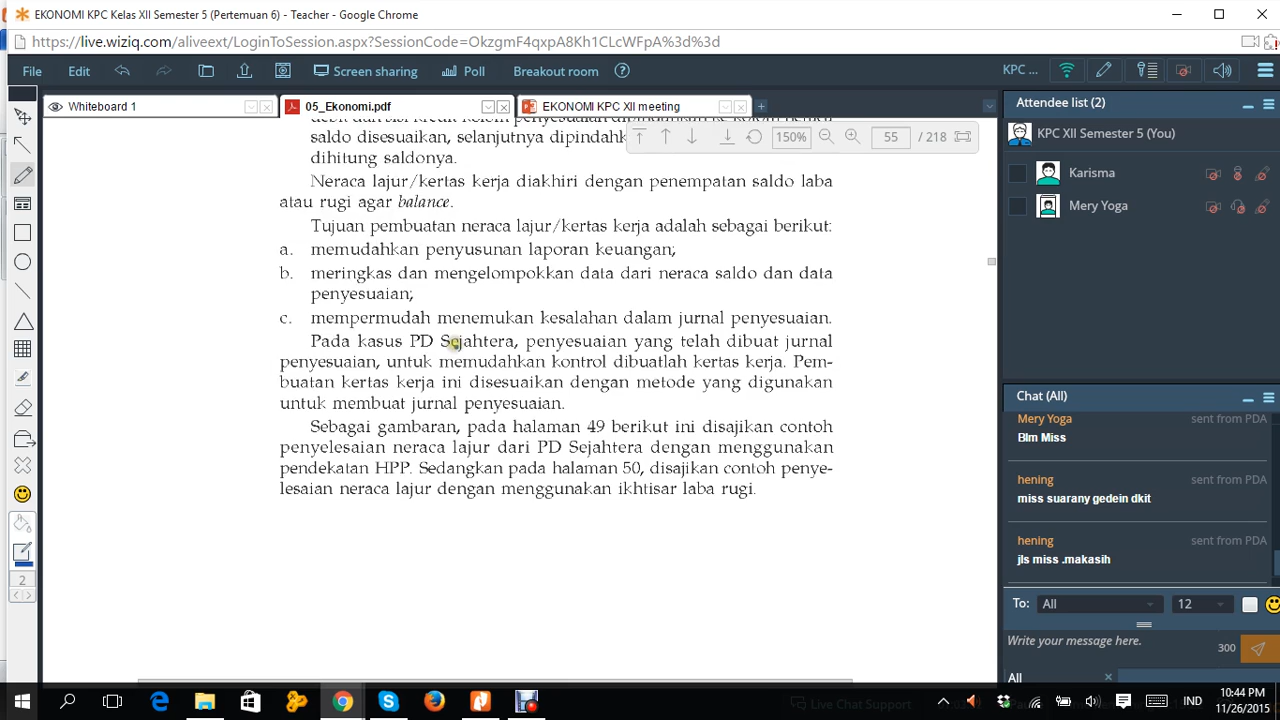 EKONOMI KPC Kelas XII Semester 5 (Pertemuan 6) - Teacher - Google Chrome
https://live.wiziq.com/aliveext/LoginToSession.aspx?SessionCode=OkzgmF4qxpA8Kh1CLcWFpA%3d%3d
File Edit Screen sharing Poll Breakout room ? KPC ...
Whiteboard 1 05_Ekonomi.pdf EKONOMI KPC XII meeting
150% 55 / 218
saldo disesuaikan, selanjutnya
dihitung saldonya.
Neraca lajur/kertas kerja diakhiri dengan penempatan saldo laba
atau rugi agar balance.
Tujuan pembuatan neraca lajur/kertas kerja adalah sebagai berikut:
a. memudahkan penyusunan laporan keuangan;
b. meringkas dan mengelompokkan data dari neraca saldo dan data
penyesuaian;
c. mempermudah menemukan kesalahan dalam jurnal penyesuaian.
Pada kasus PD Sejahtera, penyesuaian yang telah dibuat jurnal
penyesuaian, untuk memudahkan kontrol dibuatlah kertas kerja. Pem-
buatan kertas kerja ini disesuaikan dengan metode yang digunakan
untuk membuat jurnal penyesuaian.
Sebagai gambaran, pada halaman 49 berikut ini disajikan contoh
penyelesaian neraca lajur dari PD Sejahtera dengan menggunakan
pendekatan HPP. Sedangkan pada halaman 50, disajikan contoh penye-
lesaian neraca lajur dengan menggunakan ikhtisar laba rugi.
2
Attendee list (2)
KPC XII Semester 5 (You)
Karisma
Mery Yoga
Chat (All)
Mery Yoga sent from PDA
Blm Miss
hening sent from PDA
miss suarany gedein dkit
hening sent from PDA
jls miss .makasih
To: All 12
Write your message here. 300
All
Live Chat Support
IND
10:44 PM
11/26/2015